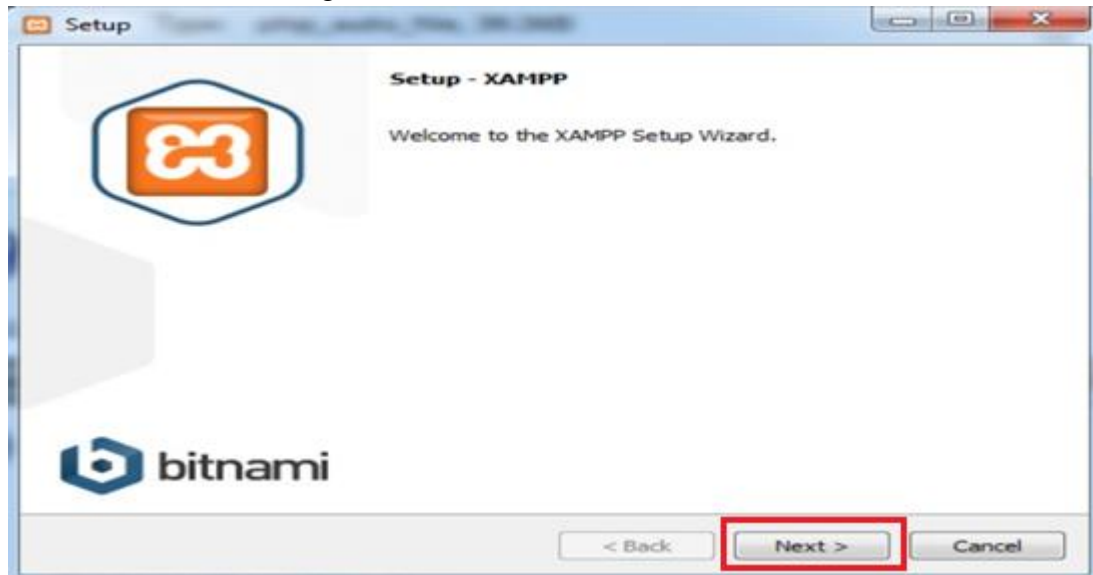 Setup
Setup - XAMPP
Welcome to the XAMPP Setup Wizard.
bitnami
< Back Next > Cancel